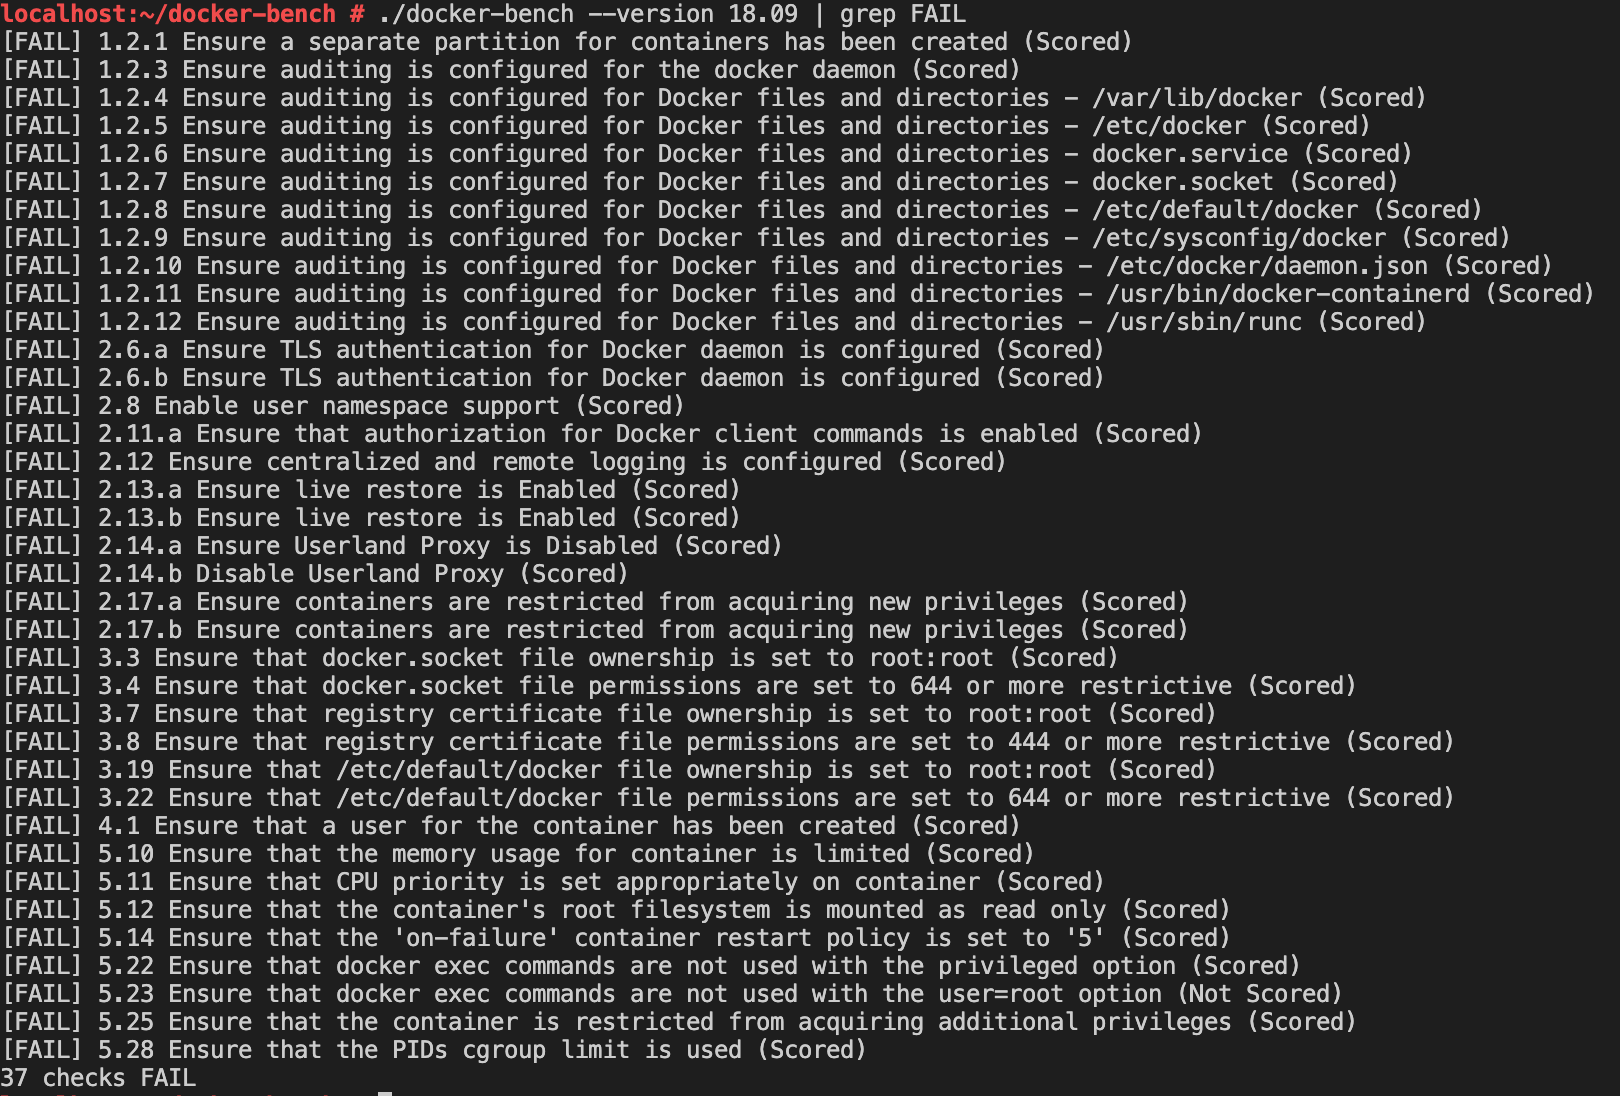 localhost:~/docker-bench # ./docker-bench --version 18.09 | grep FAIL
[FAIL] 1.2.1 Ensure a separate partition for containers has been created (Scored)
[FAIL] 1.2.3 Ensure auditing is configured for the docker daemon (Scored)
[FAIL] 1.2.4 Ensure auditing is configured for Docker files and directories - /var/lib/docker (Scored)
[FAIL] 1.2.5 Ensure auditing is configured for Docker files and directories - /etc/docker (Scored)
[FAIL] 1.2.6 Ensure auditing is configured for Docker files and directories - docker.service (Scored)
[FAIL] 1.2.7 Ensure auditing is configured for Docker files and directories - docker.socket (Scored)
[FAIL] 1.2.8 Ensure auditing is configured for Docker files and directories - /etc/default/docker (Scored)
[FAIL] 1.2.9 Ensure auditing is configured for Docker files and directories - /etc/sysconfig/docker (Scored)
[FAIL] 1.2.10 Ensure auditing is configured for Docker files and directories - /etc/docker/daemon.json (Scored)
[FAIL] 1.2.11 Ensure auditing is configured for Docker files and directories - /usr/bin/docker-containerd (Scored)
[FAIL] 1.2.12 Ensure auditing is configured for Docker files and directories - /usr/sbin/runc (Scored)
[FAIL] 2.6.a Ensure TLS authentication for Docker daemon is configured (Scored)
[FAIL] 2.6.b Ensure TLS authentication for Docker daemon is configured (Scored)
[FAIL] 2.8 Enable user namespace support (Scored)
[FAIL] 2.11.a Ensure that authorization for Docker client commands is enabled (Scored)
[FAIL] 2.12 Ensure centralized and remote logging is configured (Scored)
[FAIL] 2.13.a Ensure live restore is Enabled (Scored)
[FAIL] 2.13.b Ensure live restore is Enabled (Scored)
[FAIL] 2.14.a Ensure Userland Proxy is Disabled (Scored)
[FAIL] 2.14.b Disable Userland Proxy (Scored)
[FAIL] 2.17.a Ensure containers are restricted from acquiring new privileges (Scored)
[FAIL] 2.17.b Ensure containers are restricted from acquiring new privileges (Scored)
[FAIL] 3.3 Ensure that docker.socket file ownership is set to root:root (Scored)
[FAIL] 3.4 Ensure that docker.socket file permissions are set to 644 or more restrictive (Scored)
[FAIL] 3.7 Ensure that registry certificate file ownership is set to root:root (Scored)
[FAIL] 3.8 Ensure that registry certificate file permissions are set to 444 or more restrictive (Scored)
[FAIL] 3.19 Ensure that /etc/default/docker file ownership is set to root:root (Scored)
[FAIL] 3.22 Ensure that /etc/default/docker file permissions are set to 644 or more restrictive (Scored)
[FAIL] 4.1 Ensure that a user for the container has been created (Scored)
[FAIL] 5.10 Ensure that the memory usage for container is limited (Scored)
[FAIL] 5.11 Ensure that CPU priority is set appropriately on container (Scored)
[FAIL] 5.12 Ensure that the container's root filesystem is mounted as read only (Scored)
[FAIL] 5.14 Ensure that the 'on-failure' container restart policy is set to '5' (Scored)
[FAIL] 5.22 Ensure that docker exec commands are not used with the privileged option (Scored)
[FAIL] 5.23 Ensure that docker exec commands are not used with the user=root option (Not Scored)
[FAIL] 5.25 Ensure that the container is restricted from acquiring additional privileges (Scored)
[FAIL] 5.28 Ensure that the PIDs cgroup limit is used (Scored)
37 checks FAIL